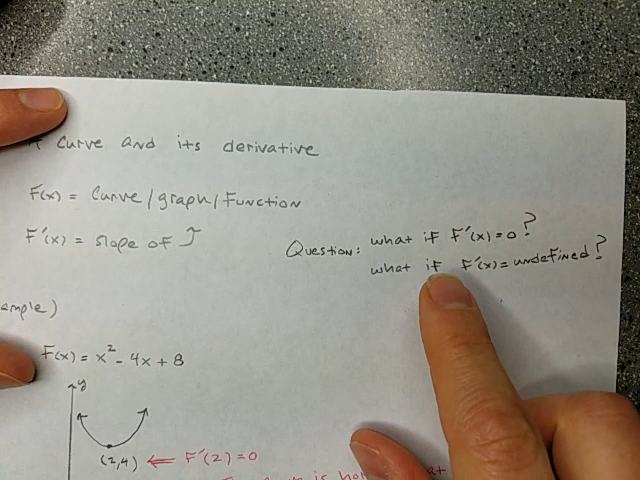 A curve and its derivative
F(x) = Curve/graph/Function
F'(x) = slope of ↑
Question: what if F'(x)=0?
what if F'(x)=undefined?
ample)
F(x) = x² - 4x + 8
y
(2,4) ← F'(2)=0
is